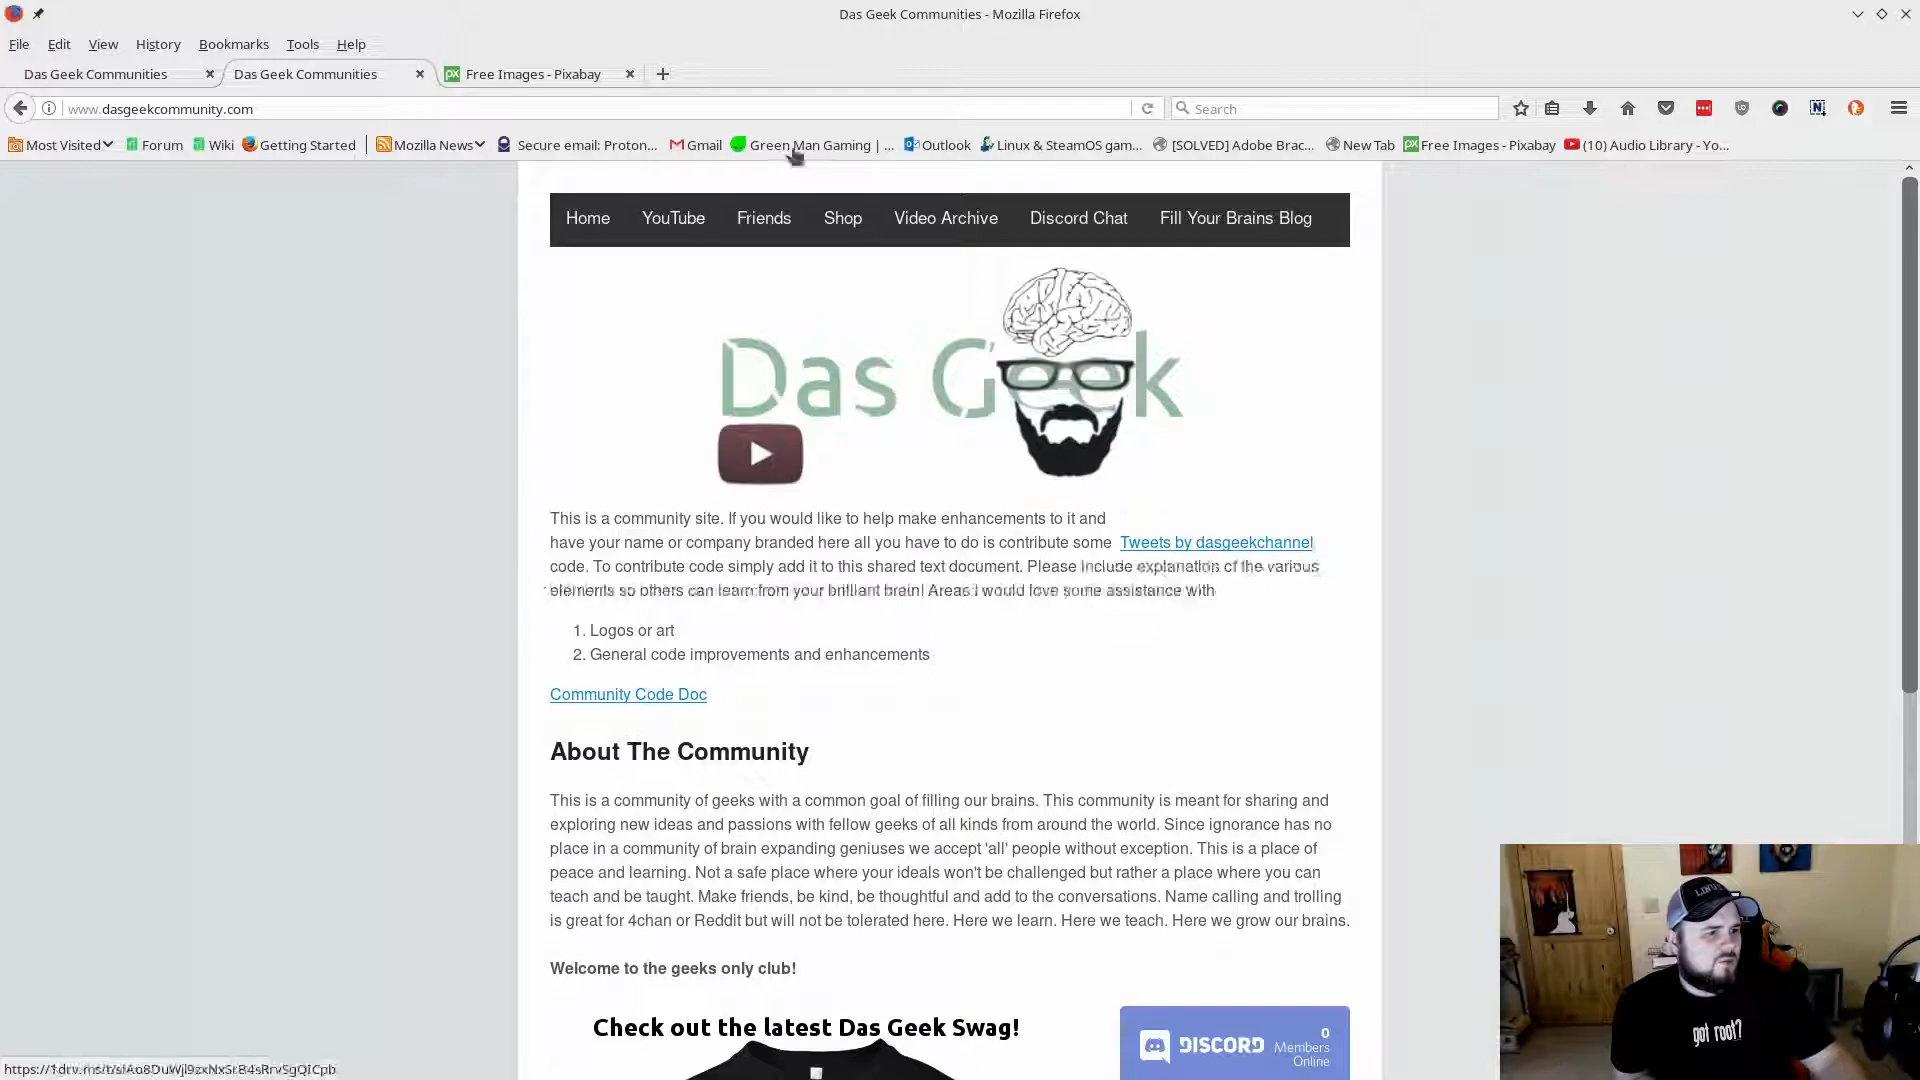 Das Geek Communities - Mozilla Firefox
File Edit View History Bookmarks Tools Help
Das Geek Communities Das Geek Communities px Free Images - Pixabay
www.dasgeekcommunity.com Search
Most Visited Forum Wiki Getting Started Mozilla News Secure email: Proton... Gmail Green Man Gaming | ... Outlook Linux & SteamOS gam... [SOLVED] Adobe Brac... New Tab px Free Images - Pixabay (10) Audio Library - Yo...
Home YouTube Friends Shop Video Archive Discord Chat Fill Your Brains Blog
Das Geek
This is a community site. If you would like to help make enhancements to it and
have your name or company branded here all you have to do is contribute some Tweets by dasgeekchannel
code. To contribute code simply add it to this shared text document. Please include explanation of the various
elements so others can learn from your brilliant brain! Areas I would love some assistance with
1. Logos or art
2. General code improvements and enhancements
Community Code Doc
About The Community
This is a community of geeks with a common goal of filling our brains. This community is meant for sharing and
exploring new ideas and passions with fellow geeks of all kinds from around the world. Since ignorance has no
place in a community of brain expanding geniuses we accept 'all' people without exception. This is a place of
peace and learning. Not a safe place where your ideals won't be challenged but rather a place where you can
teach and be taught. Make friends, be kind, be thoughtful and add to the conversations. Name calling and trolling
is great for 4chan or Reddit but will not be tolerated here. Here we learn. Here we teach. Here we grow our brains.
Welcome to the geeks only club!
Check out the latest Das Geek Swag!
DISCORD
0
Members
Online
LINUX
got root?